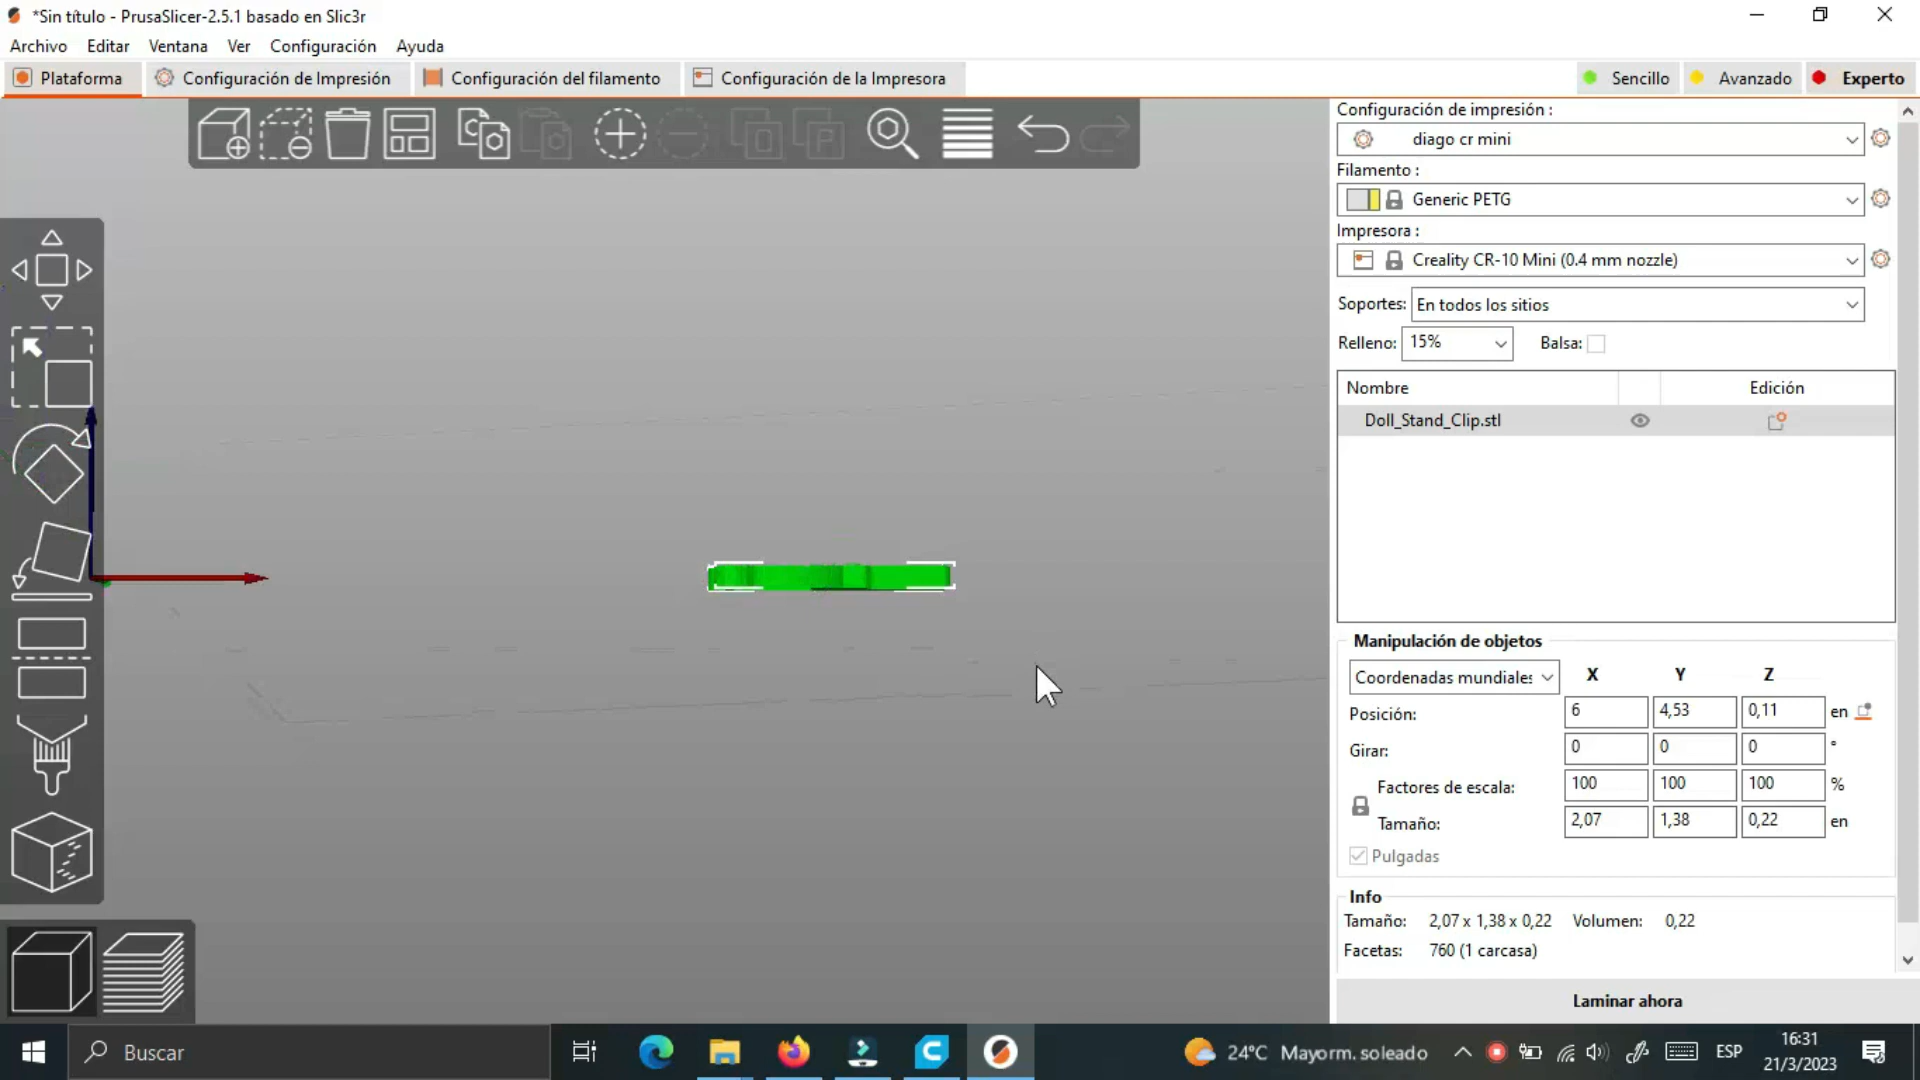 *Sin título - PrusaSlicer-2.5.1 basado en Slic3r
Archivo Editar Ventana Ver Configuración Ayuda
Plataforma Configuración de Impresión Configuración del filamento Configuración de la Impresora Sencillo Avanzado Experto
Configuración de impresión :
diago cr mini
Filamento :
Generic PETG
Impresora :
Creality CR-10 Mini (0.4 mm nozzle)
Soportes: En todos los sitios
Relleno: 15% Balsa:
Nombre Edición
Doll_Stand_Clip.stl
Manipulación de objetos
Coordenadas mundiales X Y Z
Posición: 6 4,53 0,11 en
Girar: 0 0 0 °
Factores de escala: 100 100 100 %
Tamaño: 2,07 1,38 0,22 en
Pulgadas
Info
Tamaño: 2,07 x 1,38 x 0,22 Volumen: 0,22
Facetas: 760 (1 carcasa)
Laminar ahora
Buscar 24°C Mayorm. soleado ESP 16:31
21/3/2023